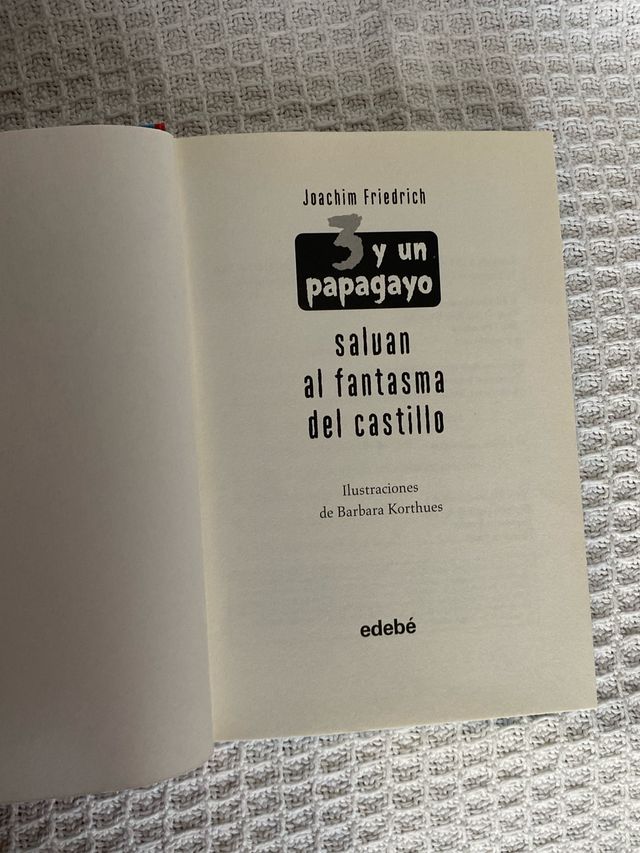 Joachim Friedrich
3 y un
papagayo
salvan
al fantasma
del castillo
Ilustraciones
de Barbara Korthues
edebé